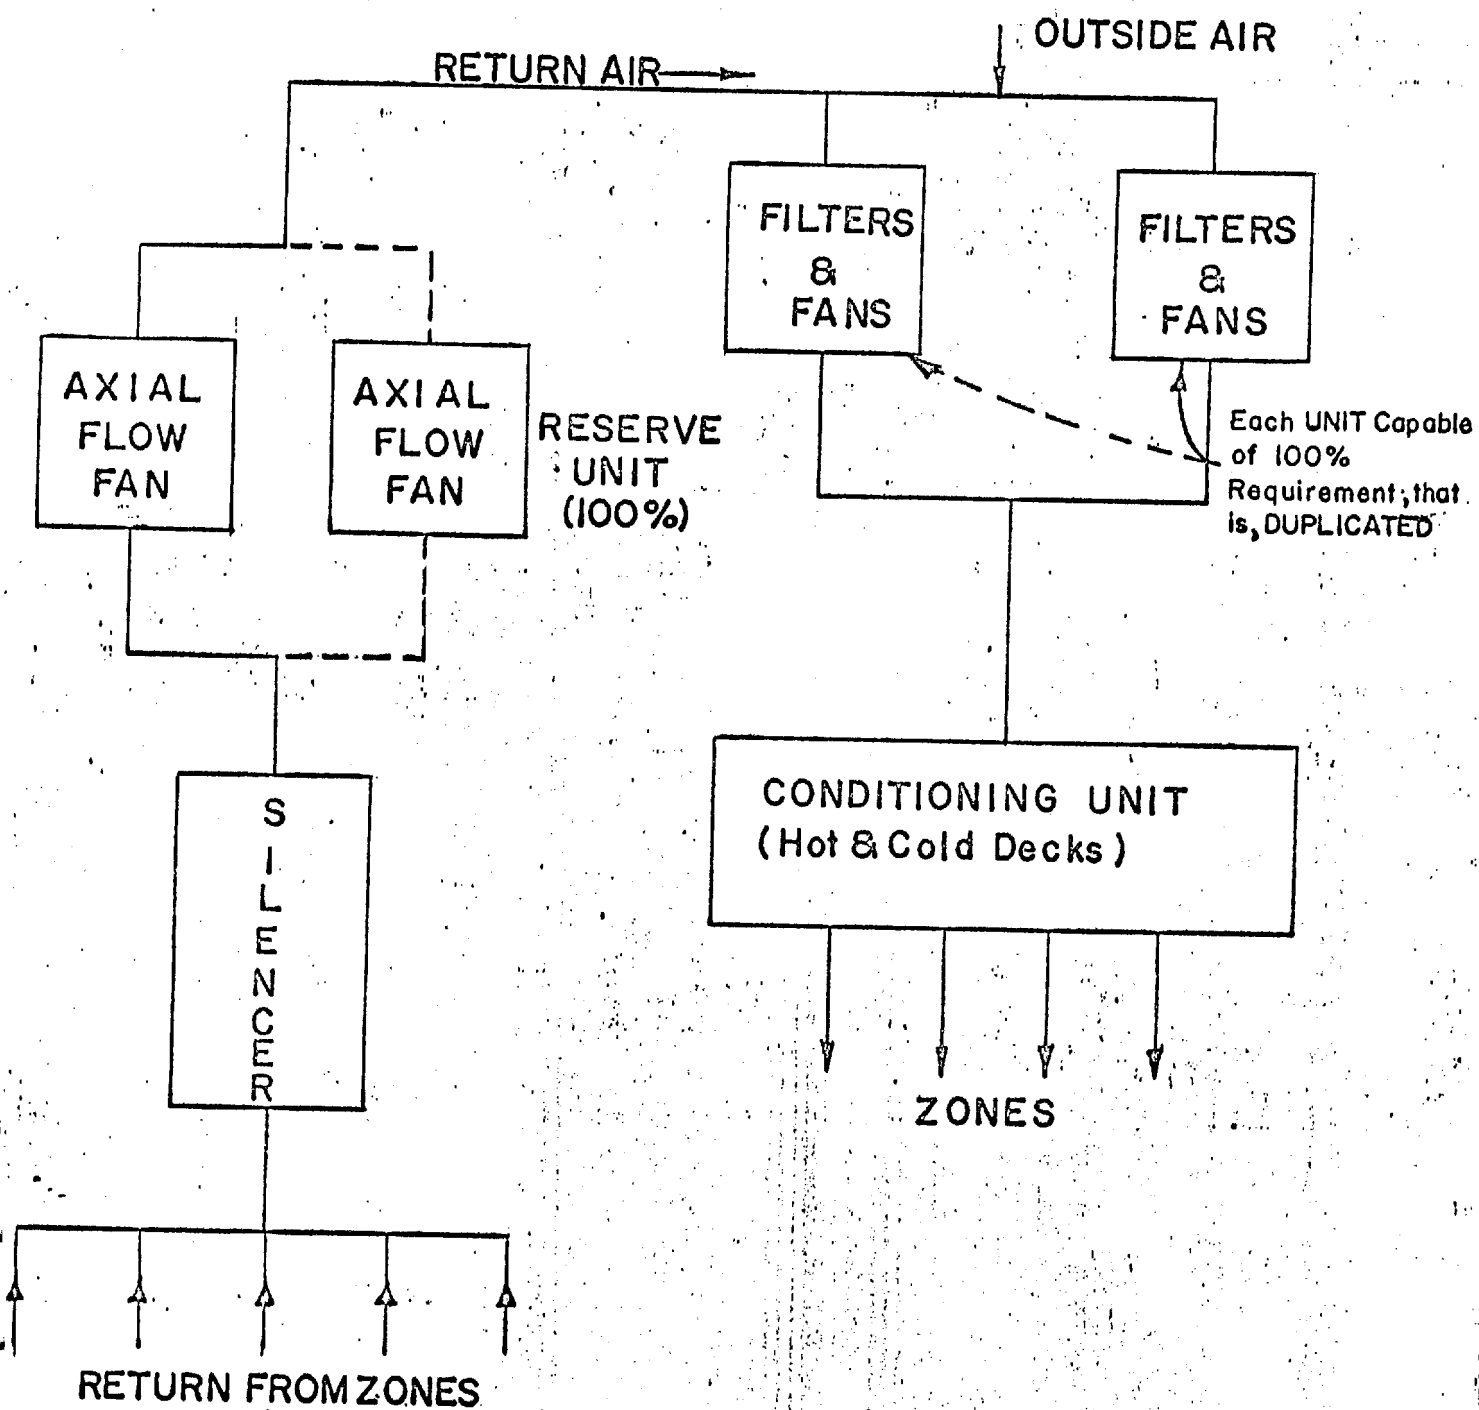 OUTSIDE AIR
RETURN AIR
FILTERS
&
FANS
FILTERS
&
FANS
AXIAL
FLOW
FAN
AXIAL
FLOW
FAN
RESERVE
UNIT
(100%)
Each UNIT Capable
of 100%
Requirement; that
is, DUPLICATED
CONDITIONING UNIT
(Hot & Cold Decks)
SILENCER
ZONES
RETURN FROM ZONES